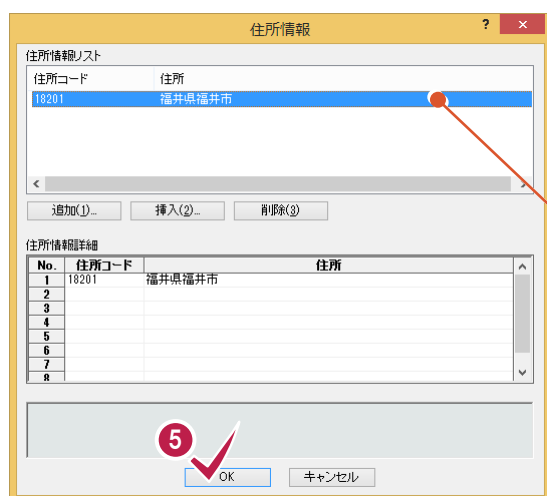 住所情報 ? ×
住所情報リスト
住所コード 住所
18201 福井県福井市
< >
追加(1)... 挿入(2)... 削除(3)
住所情報詳細
No. 住所コード 住所
1 18201 福井県福井市
2
3
4
5
6
7
8
5
OK キャンセル